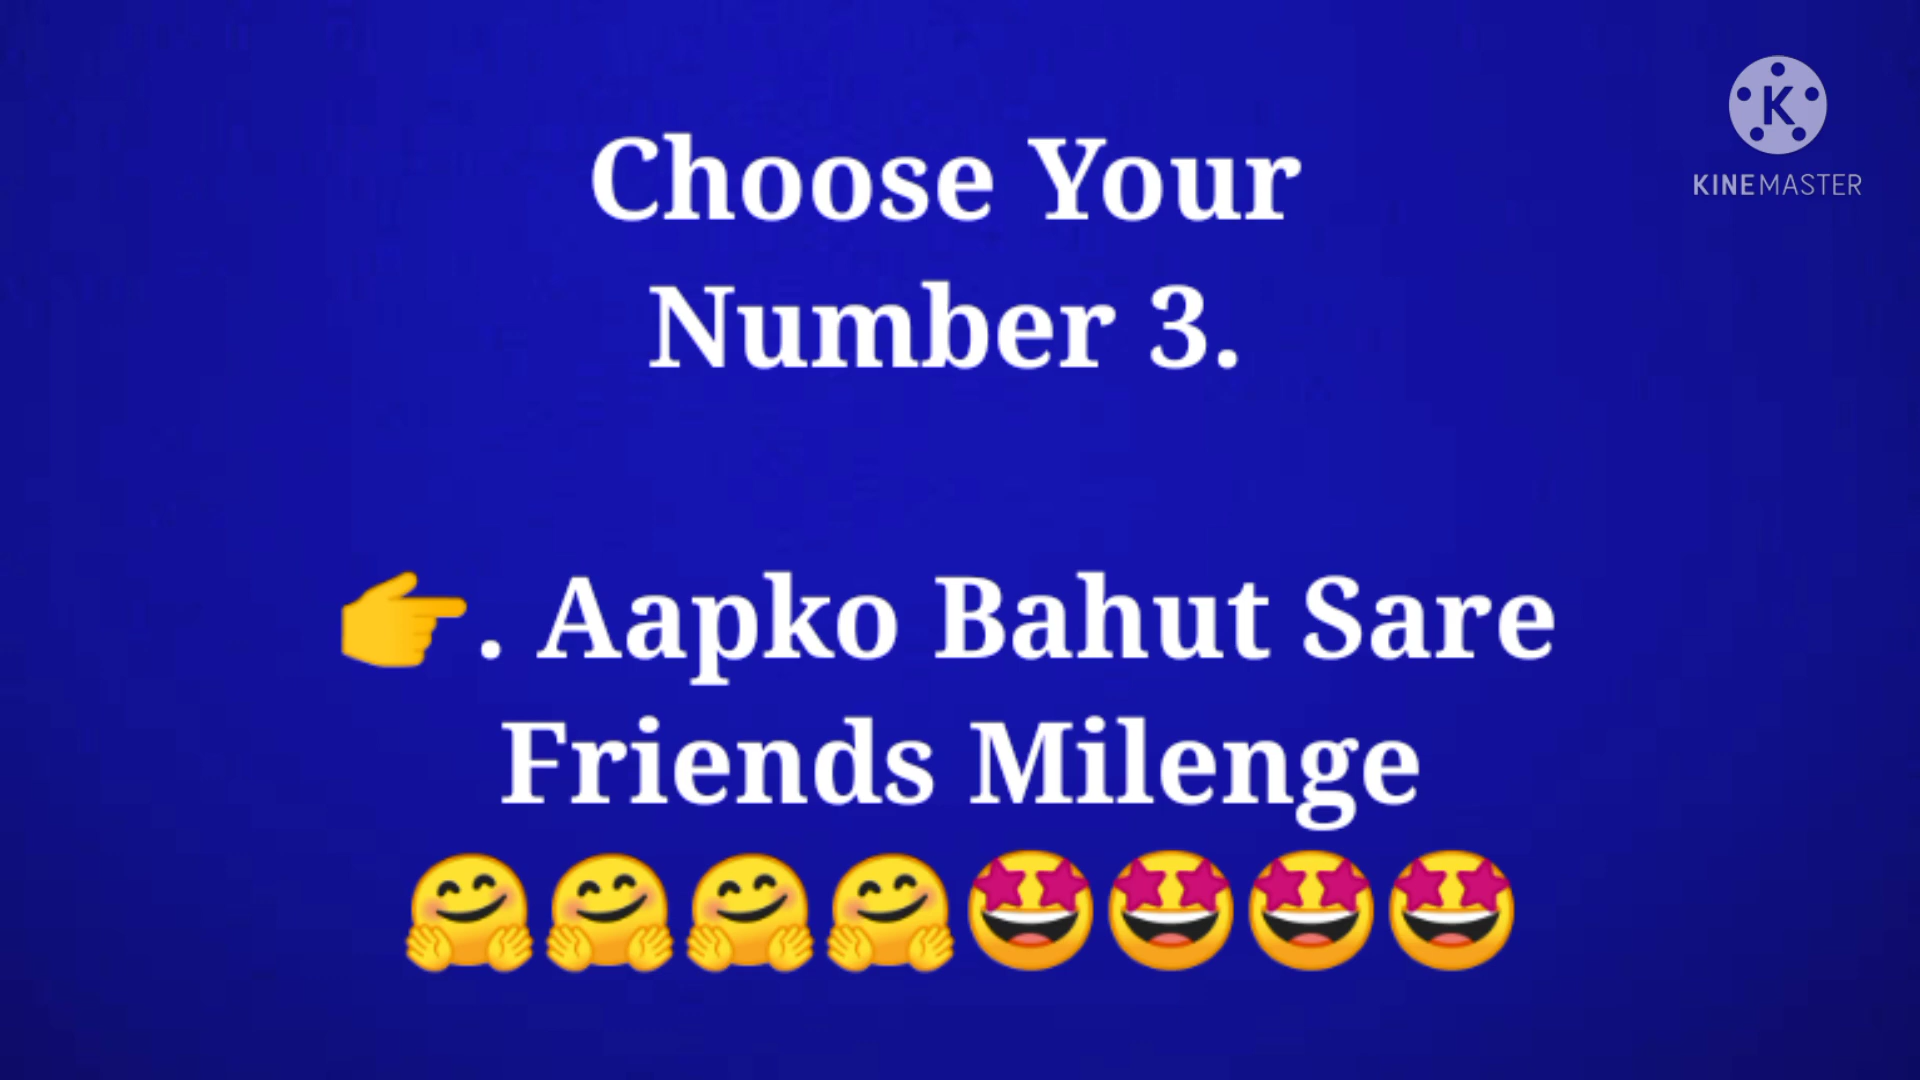 Choose Your
Number 3.
KINEMASTER
👉. Aapko Bahut Sare
Friends Milenge
🤗🤗🤗🤗🤩🤩🤩🤩